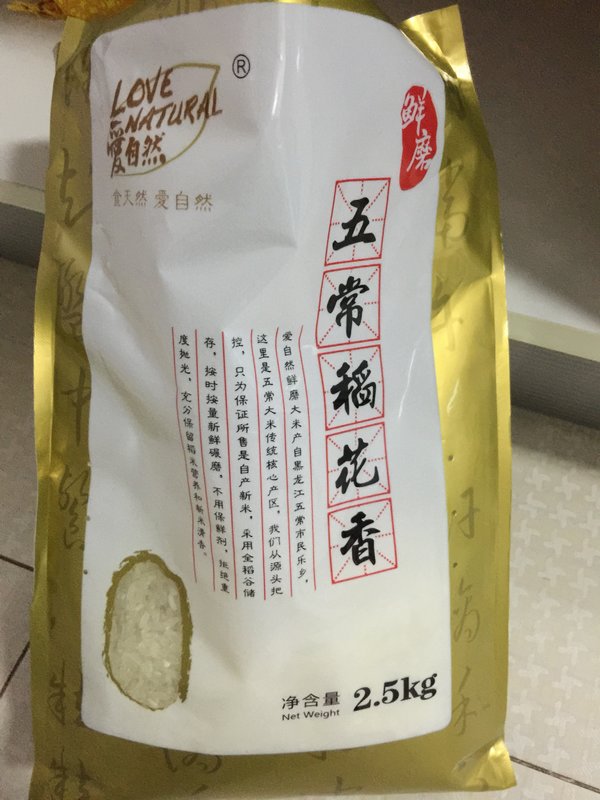 LOVE
NATURAL
愛自然
®
食天然 爱自然
鲜磨
五常稻花香
爱自然鲜磨大米产自黑龙江五常市民乐乡，
这里是五常大米传统核心产区，我们从源头把
控，只为保证所售是自产新米，采用全稻谷储
存，按时按量新鲜碾磨。不用保鲜剂，拒绝重
度抛光，充分保留稻米营养和新米清香。
净含量 2.5kg
Net Weight